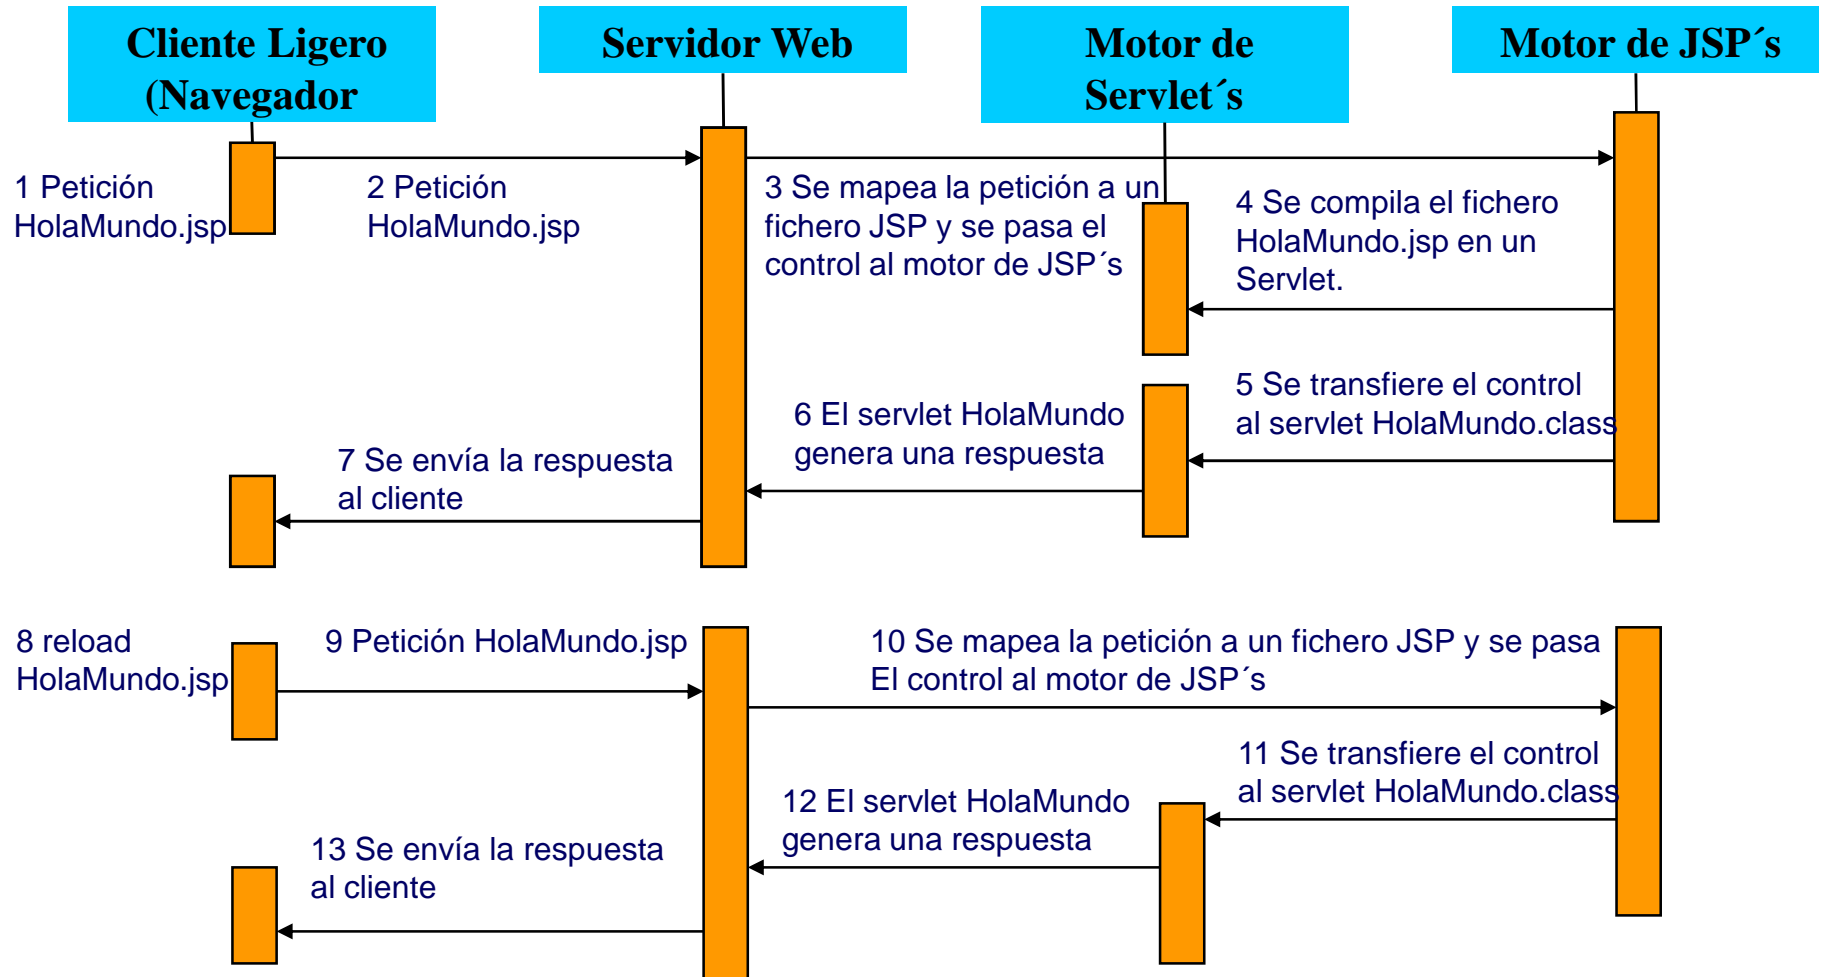 Cliente Ligero
(Navegador
Servidor Web
Motor de
Servlet´s
Motor de JSP´s
1 Petición
HolaMundo.jsp
2 Petición
HolaMundo.jsp
3 Se mapea la petición a un
fichero JSP y se pasa el
control al motor de JSP´s
4 Se compila el fichero
HolaMundo.jsp en un
Servlet.
5 Se transfiere el control
al servlet HolaMundo.class
6 El servlet HolaMundo
genera una respuesta
7 Se envía la respuesta
al cliente
8 reload
HolaMundo.jsp
9 Petición HolaMundo.jsp
10 Se mapea la petición a un fichero JSP y se pasa
El control al motor de JSP´s
11 Se transfiere el control
al servlet HolaMundo.class
12 El servlet HolaMundo
genera una respuesta
13 Se envía la respuesta
al cliente